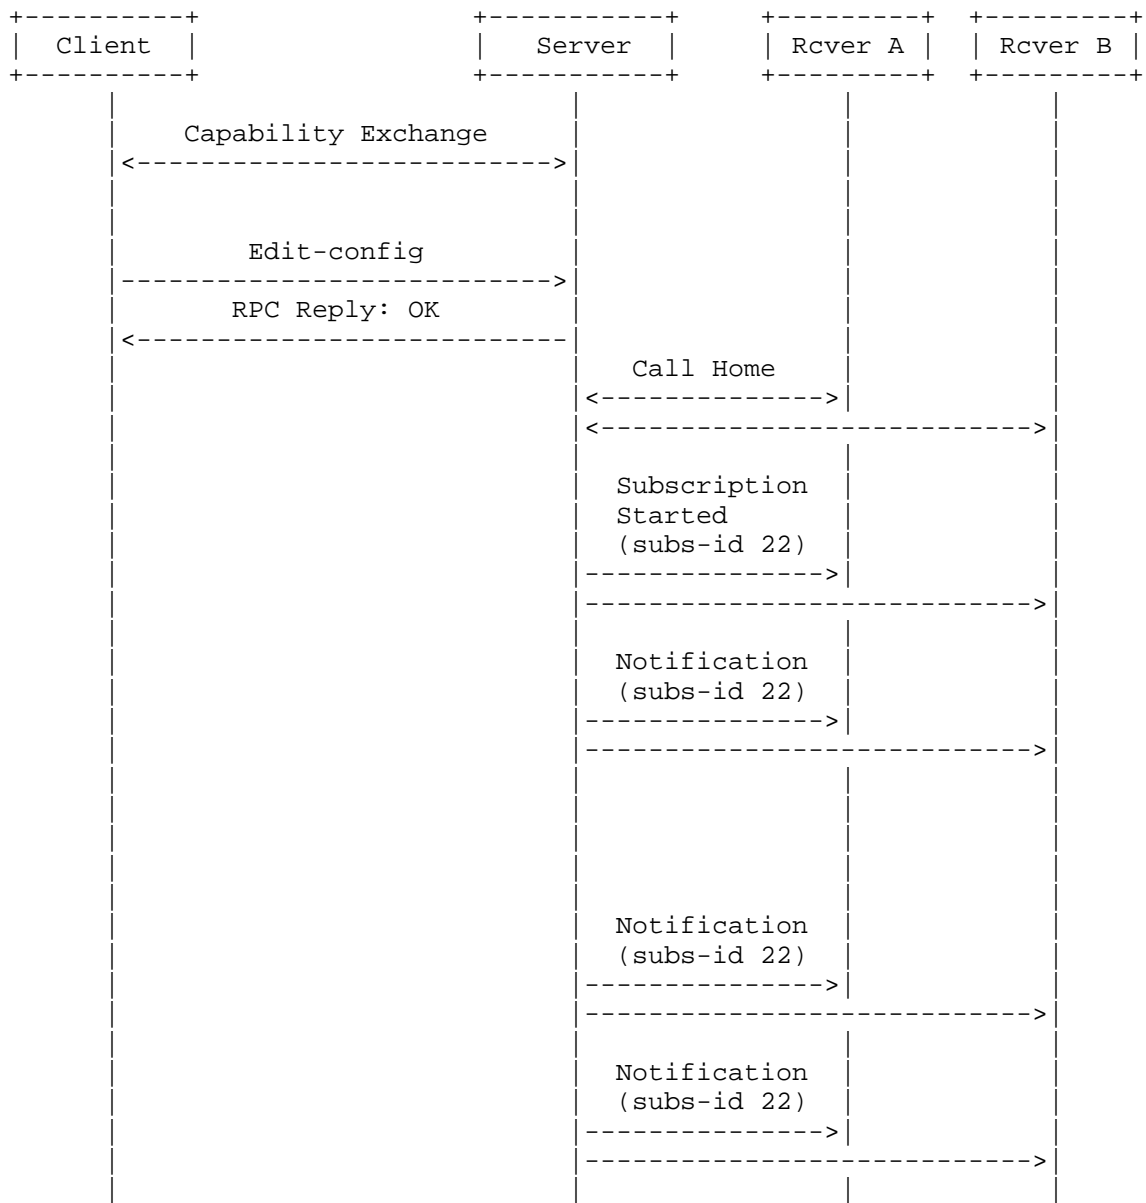 +----------+                 +-----------+     +---------+  +---------+
|  Client  |                 |   Server  |     | Rcver A |  | Rcver B |
+----------+                 +-----------+     +---------+  +---------+
Capability Exchange
<-------------------------->
Edit-config
--------------------------->
RPC Reply: OK
<---------------------------
Call Home
<-------------->
<--------------------------->
Subscription
Started
(subs-id 22)
--------------->
---------------------------->
Notification
(subs-id 22)
--------------->
---------------------------->
Notification
(subs-id 22)
--------------->
---------------------------->
Notification
(subs-id 22)
--------------->
---------------------------->